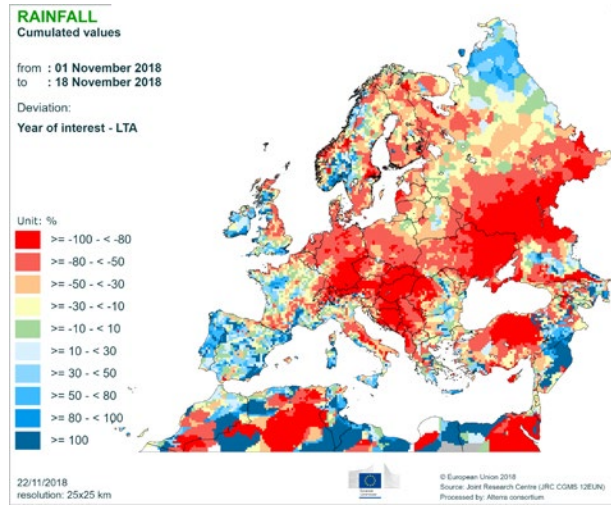 RAINFALL
Cumulated values
from : 01 November 2018
to : 18 November 2018
Deviation:
Year of interest - LTA
Unit: %
>= -100 - < -80
>= -80 - < -50
>= -50 - < -30
>= -30 - < -10
>= -10 - < 10
>= 10 - < 30
>= 30 - < 50
>= 50 - < 80
>= 80 - < 100
>= 100
22/11/2018
resolution: 25x25 km
© European Union 2018
Source: Joint Research Centre (JRC CGMS 12EUN)
Processed by: Alterra consortium